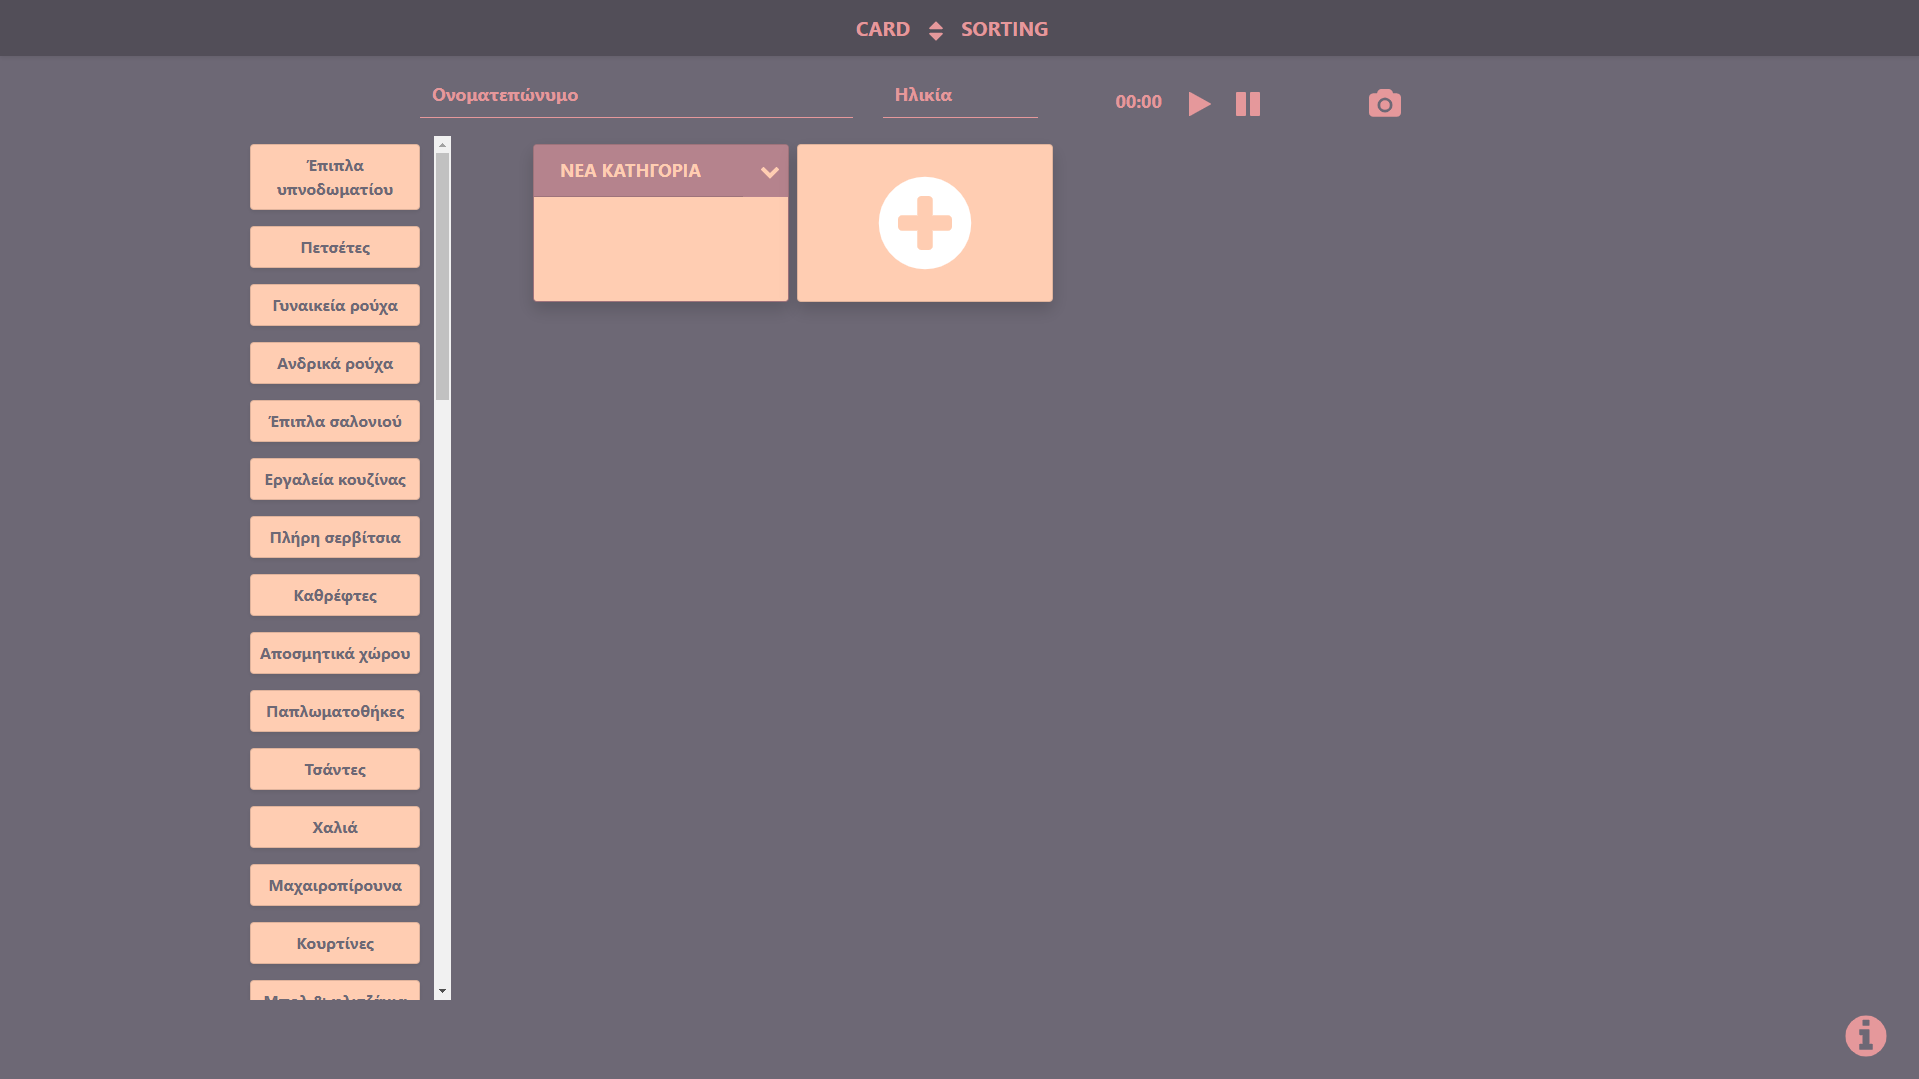 CARD SORTING
Ονοματεπώνυμο
Ηλικία
00:00
Έπιπλα
υπνοδωματίου
Πετσέτες
Γυναικεία ρούχα
Ανδρικά ρούχα
Έπιπλα σαλονιού
Εργαλεία κουζίνας
Πλήρη σερβίτσια
Καθρέφτες
Αποσμητικά χώρου
Παπλωματοθήκες
Τσάντες
Χαλιά
Μαχαιροπίρουνα
Κουρτίνες
ΝΕΑ ΚΑΤΗΓΟΡΙΑ